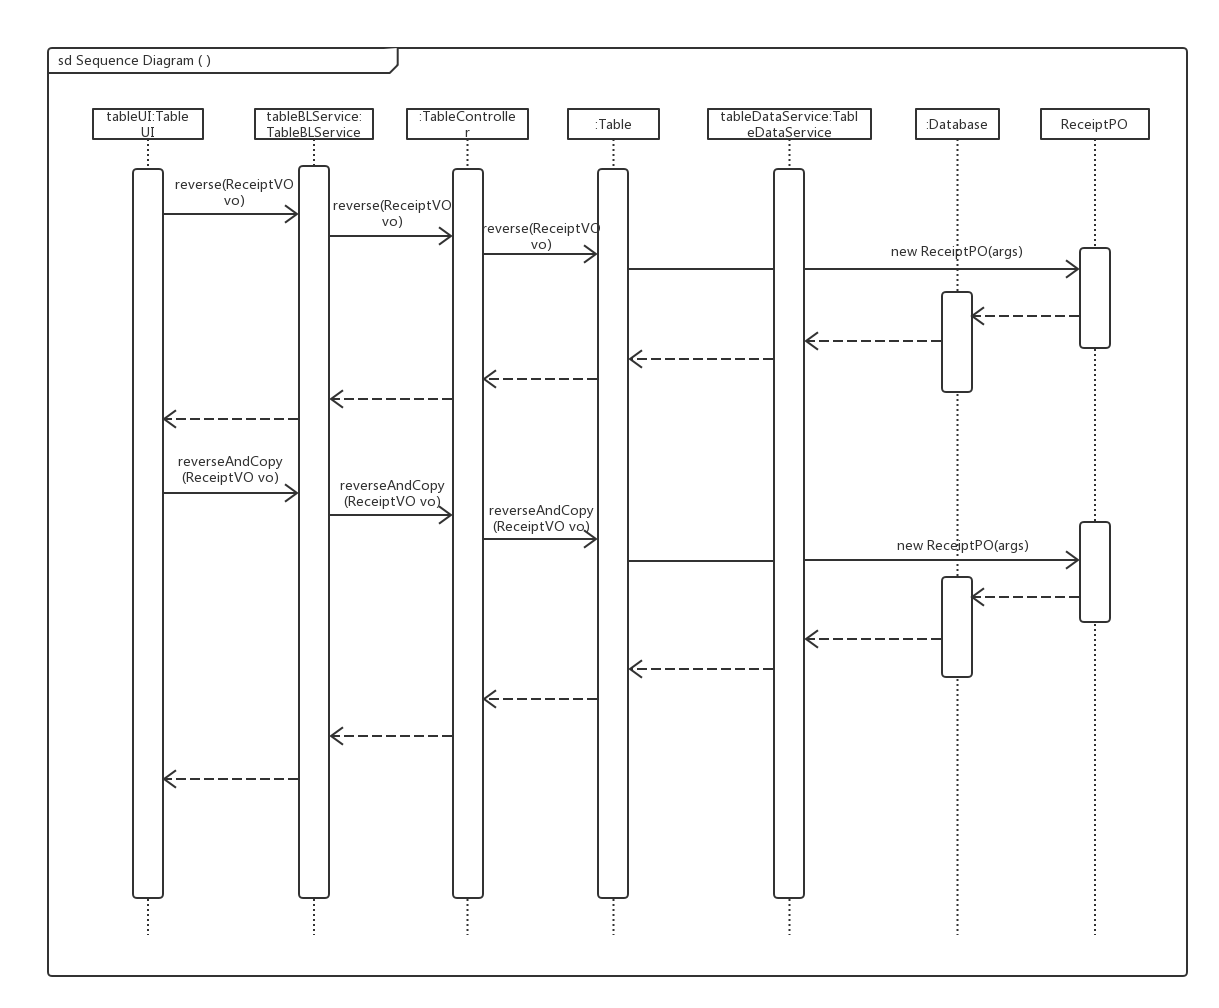 sd Sequence Diagram ( )
tableUI:Table
UI
tableBLService:
TableBLService
:TableControlle
r
:Table
tableDataService:Tabl
eDataService
:Database
ReceiptPO
reverse(ReceiptVO
vo)
reverse(ReceiptVO
vo)
reverse(ReceiptVO
vo)
new ReceiptPO(args)
reverseAndCopy
(ReceiptVO vo)
reverseAndCopy
(ReceiptVO vo)
reverseAndCopy
(ReceiptVO vo)
new ReceiptPO(args)